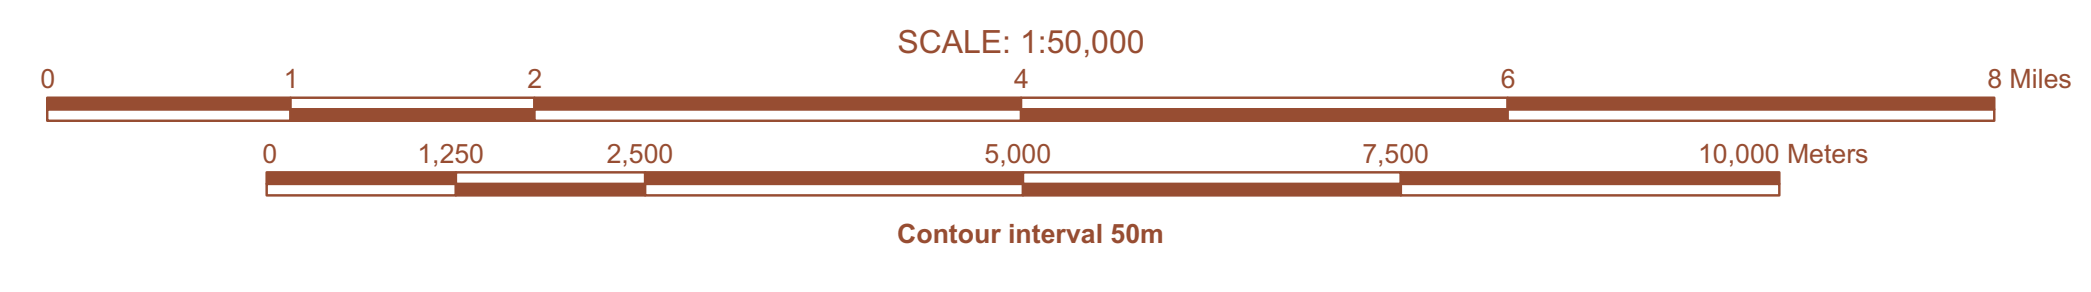 SCALE: 1:50,000
0 1 2 4 6 8 Miles
0 1,250 2,500 5,000 7,500 10,000 Meters
Contour interval 50m